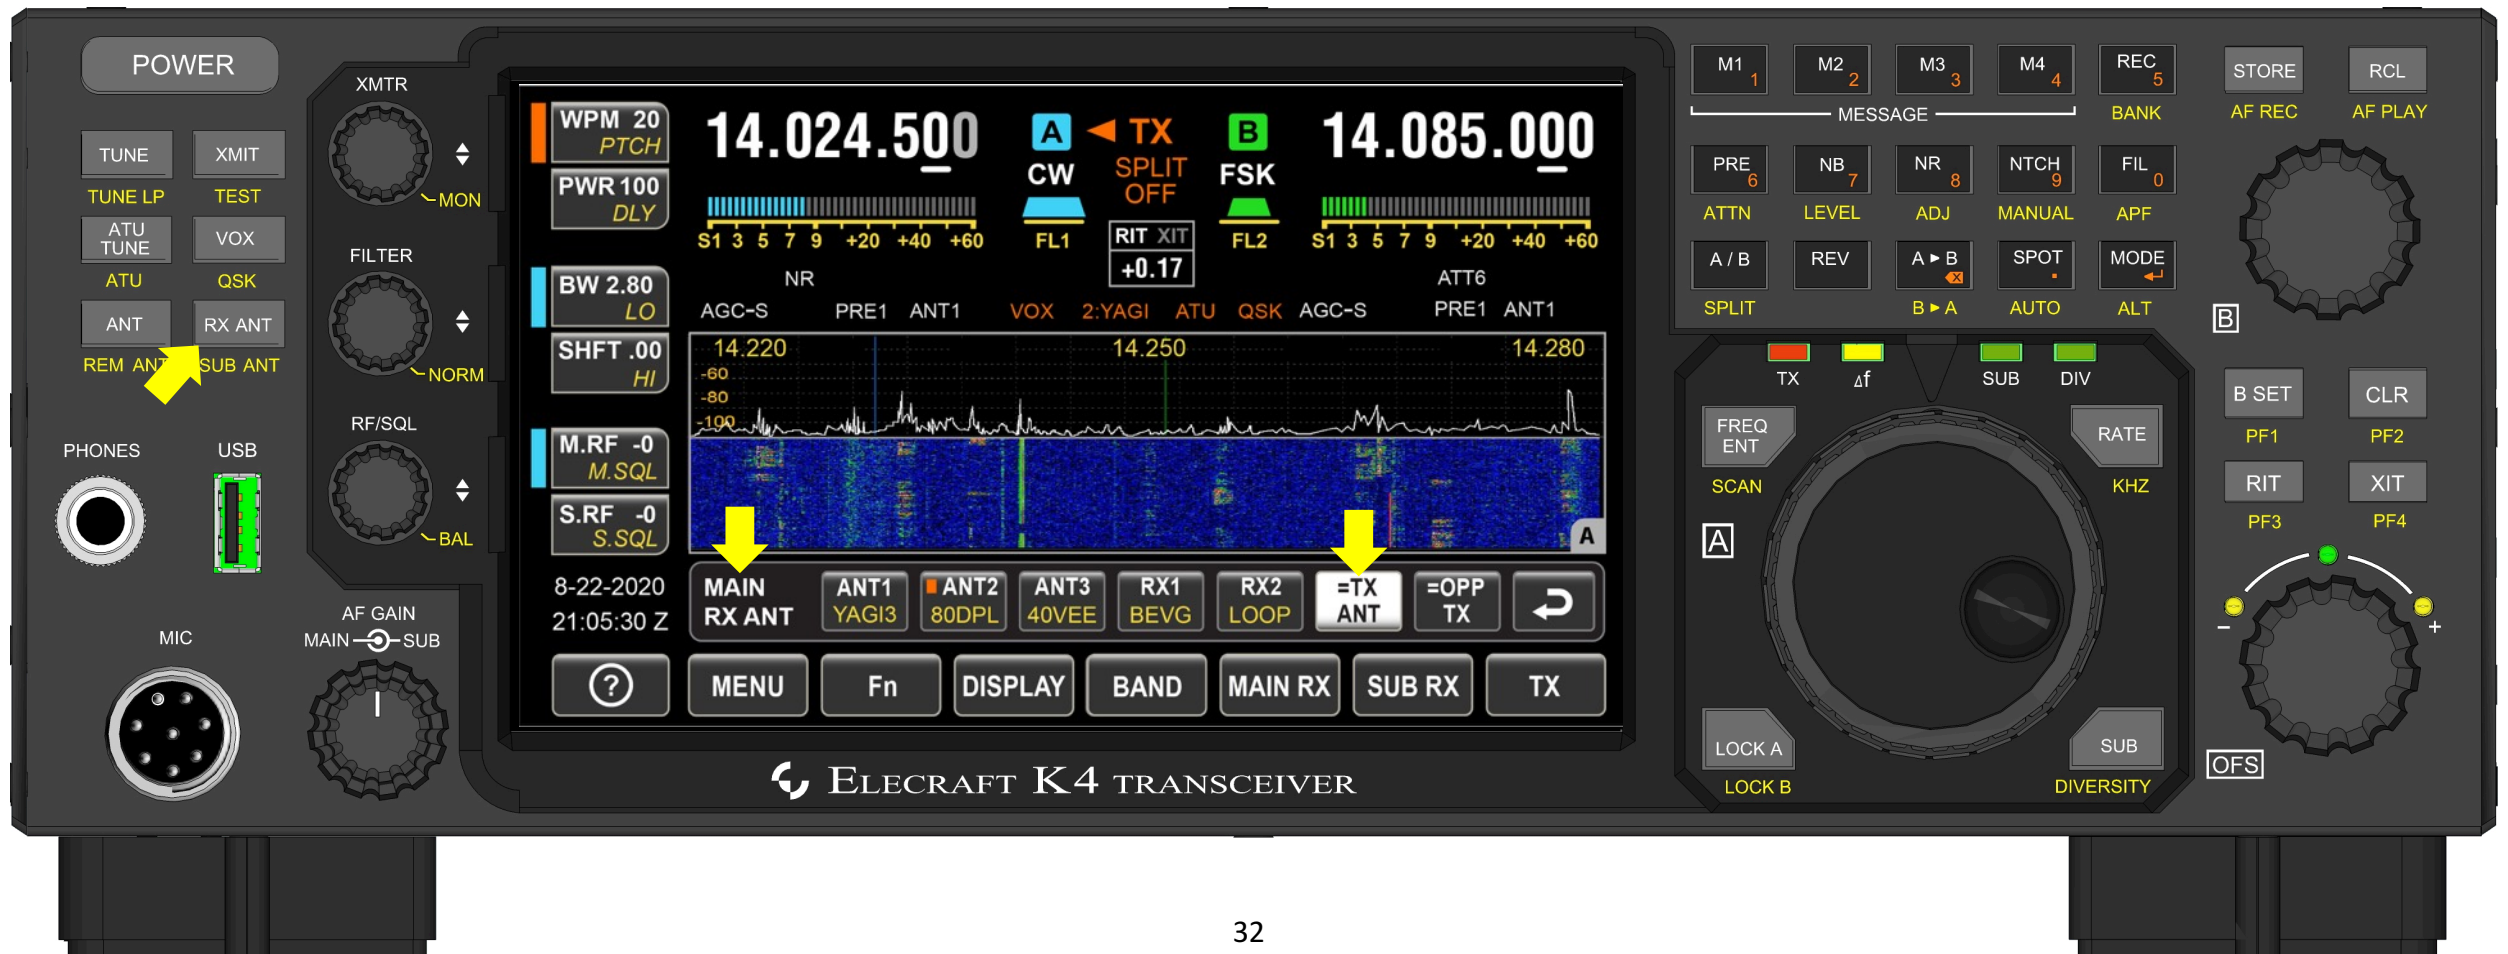 POWER
TUNE XMIT
TUNE LP TEST
ATU TUNE VOX
ATU QSK
ANT RX ANT
REM ANT SUB ANT
PHONES USB
MIC
XMTR
MON
FILTER
NORM
RF/SQL
BAL
AF GAIN
MAIN SUB
WPM 20
PTCH
PWR 100
DLY
BW 2.80
LO
SHFT .00
HI
M.RF -0
M.SQL
S.RF -0
S.SQL
8-22-2020
21:05:30 Z
14.024.500 A TX B 14.085.000
CW SPLIT OFF FSK
S1 3 5 7 9 +20 +40 +60 FL1 RIT XIT FL2 S1 3 5 7 9 +20 +40 +60
+0.17
NR ATT6
AGC-S PRE1 ANT1 VOX 2:YAGI ATU QSK AGC-S PRE1 ANT1
14.220 14.250 14.280
-60
-80
-100
A
MAIN RX ANT
ANT1 YAGI3
ANT2 80DPL
ANT3 40VEE
RX1 BEVG
RX2 LOOP
=TX ANT
=OPP TX
? MENU Fn DISPLAY BAND MAIN RX SUB RX TX
ELECRAFT K4 TRANSCEIVER
M1 1 M2 2 M3 3 M4 4 REC 5
MESSAGE BANK
PRE 6 NB 7 NR 8 NTCH 9 FIL 0
ATTN LEVEL ADJ MANUAL APF
A / B REV A ▸ B SPOT . MODE
SPLIT B ▸ A AUTO ALT
STORE RCL
AF REC AF PLAY
B
TX Δf SUB DIV
FREQ ENT RATE
SCAN KHZ
A
LOCK A SUB
LOCK B DIVERSITY
B SET CLR
PF1 PF2
RIT XIT
PF3 PF4
- +
OFS
32